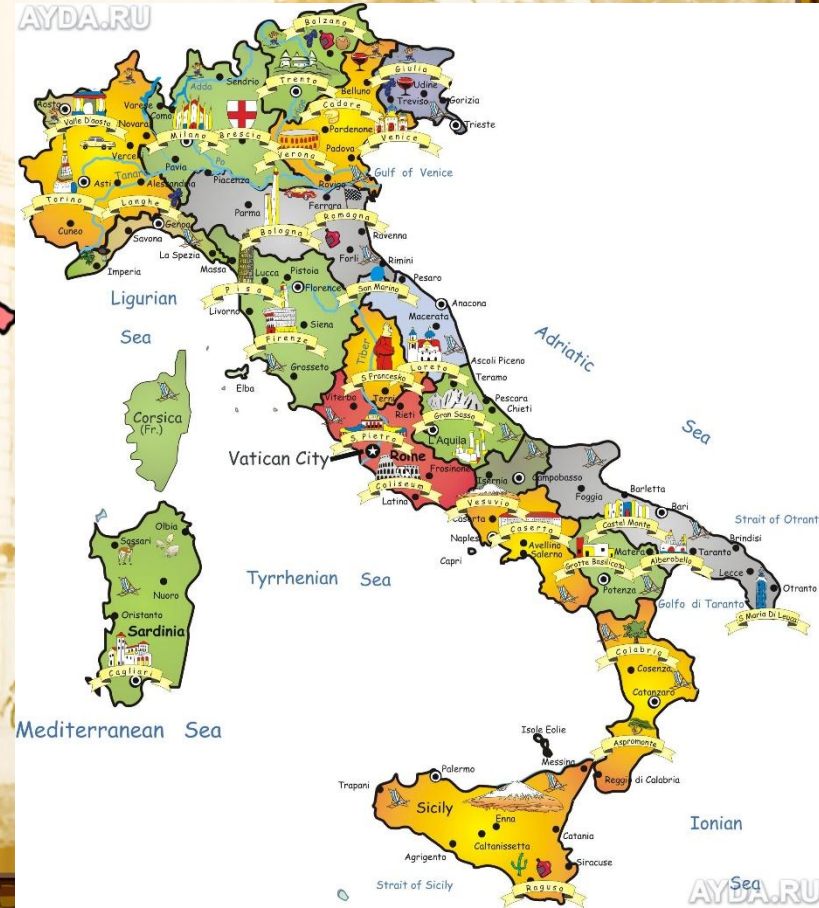 AYDA.RU
Bolzano
Trento
Sendrio
Adda
Belluno
Cadare
Giulia
Udine
Treviso
Gorizia
Trieste
Pordenone
Venice
Padova
Verona
Rovigo
Gulf of Venice
Aosto
Valle D'aosta
Varese
Como
Novara
Milano
Brescia
Vercel
Pavia
Po
Piacenza
Tanar
Asti
Alessandria
Torino
Langhe
Cuneo
Genoa
Savona
Imperia
La Spezia
Massa
Parma
Bologna
Ferrara
Romagna
Ravenna
Forli
Rimini
San Marino
Pesaro
Lucca
Pistoia
Florence
Pisa
Livorno
Firenze
Siena
Grosseto
Elba
Anacona
Macerata
Loreto
Ascoli Piceno
Teramo
Tiber
S Francesko
Terni
Viterbo
Rieti
Gran Sasso
Pescara
Chieti
L'Aquila
S. Pietro
Vatican City
Rome
Coliseum
Frosinone
Latina
Ligurian
Sea
Adriatic
Sea
Corsica
(Fr.)
Isernia
Campobasso
Vesuvio
Caserta
Caserta
Naples
Capri
Avellino
Salerno
Foggia
Barletta
Bari
Castel Monte
Strait of Otrant
Brindisi
Matera
Alberobello
Taranto
Grotte Basilicata
Potenza
Lecce
Otranto
Golfo di Taranto
S Maria Di Leuca
Olbia
Sassari
Nuoro
Oristanto
Sardinia
Cagliari
Tyrrhenian Sea
Mediterranean Sea
Calabria
Cosenza
Catanzaro
Aspromonte
Reggio di Calabria
Isole Eolie
Messina
Palermo
Trapani
Sicily
Enna
Caltanissetta
Catania
Agrigento
Siracuse
Ragusa
Strait of Sicily
Ionian
Sea
AYDA.RU